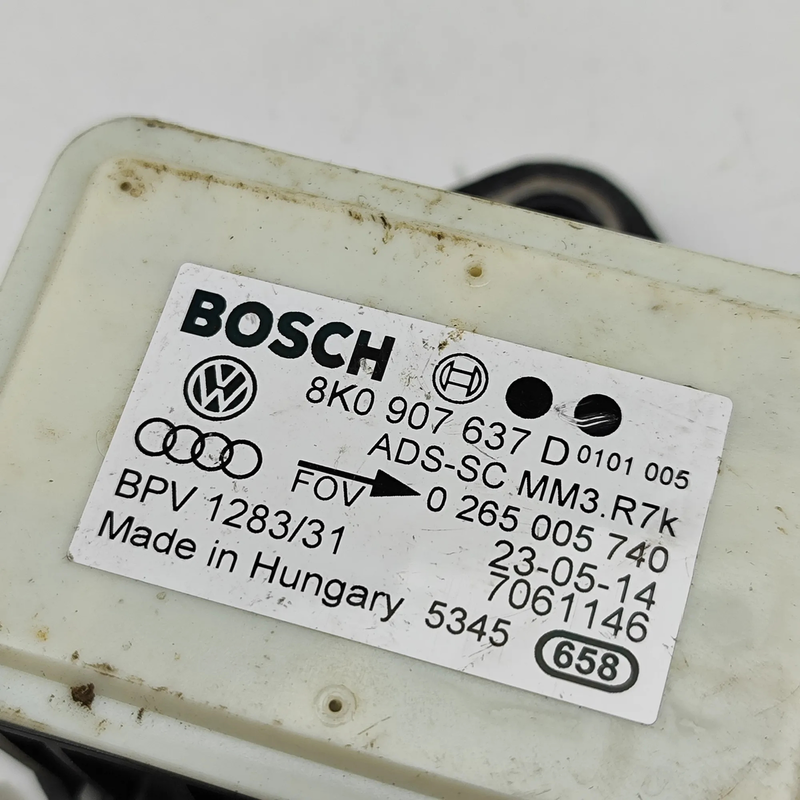 BOSCH
8K0 907 637 D 0101 005
ADS-SC MM3.R7k
FOV 0 265 005 740
BPV 1283/31
23-05-14
7061146
Made in Hungary 5345 658